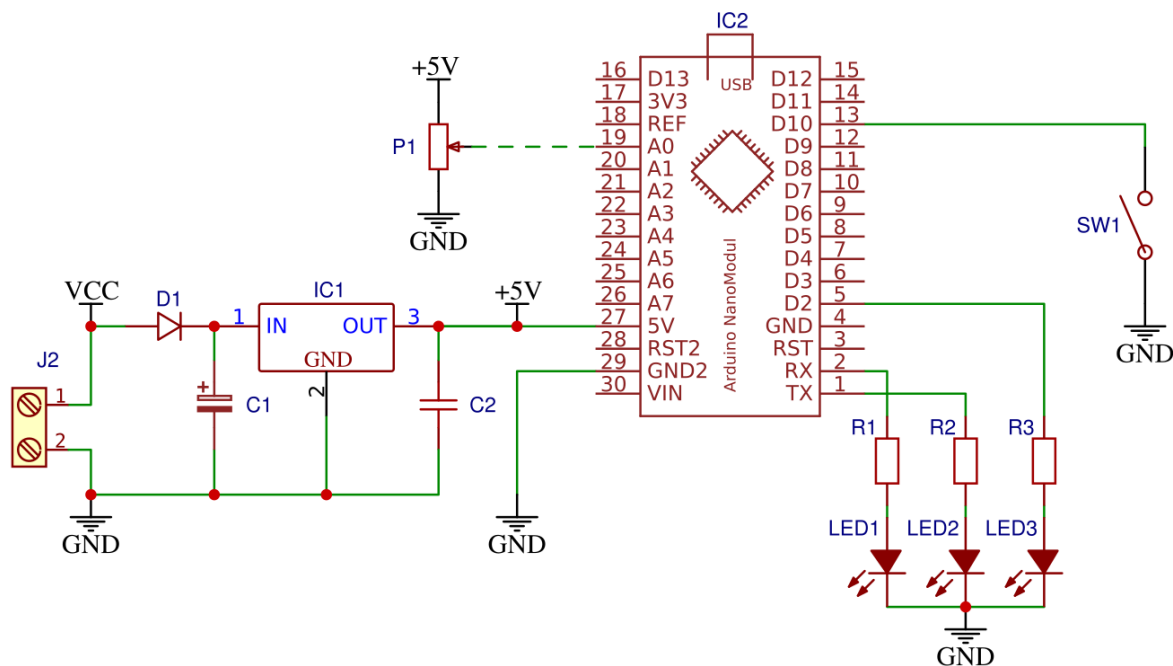 IC2
+5V
P1
GND
USB
Arduino NanoModul
16 D13
17 3V3
18 REF
19 A0
20 A1
21 A2
22 A3
23 A4
24 A5
25 A6
26 A7
27 5V
28 RST2
29 GND2
30 VIN
D12 15
D11 14
D10 13
D9 12
D8 11
D7 10
D6 9
D5 8
D4 7
D3 6
D2 5
GND 4
RST 3
RX 2
TX 1
SW1
GND
VCC
D1
IC1
+5V
1 IN
OUT 3
GND
2
J2
1
2
+
C1
C2
GND
GND
R1
R2
R3
LED1
LED2
LED3
GND